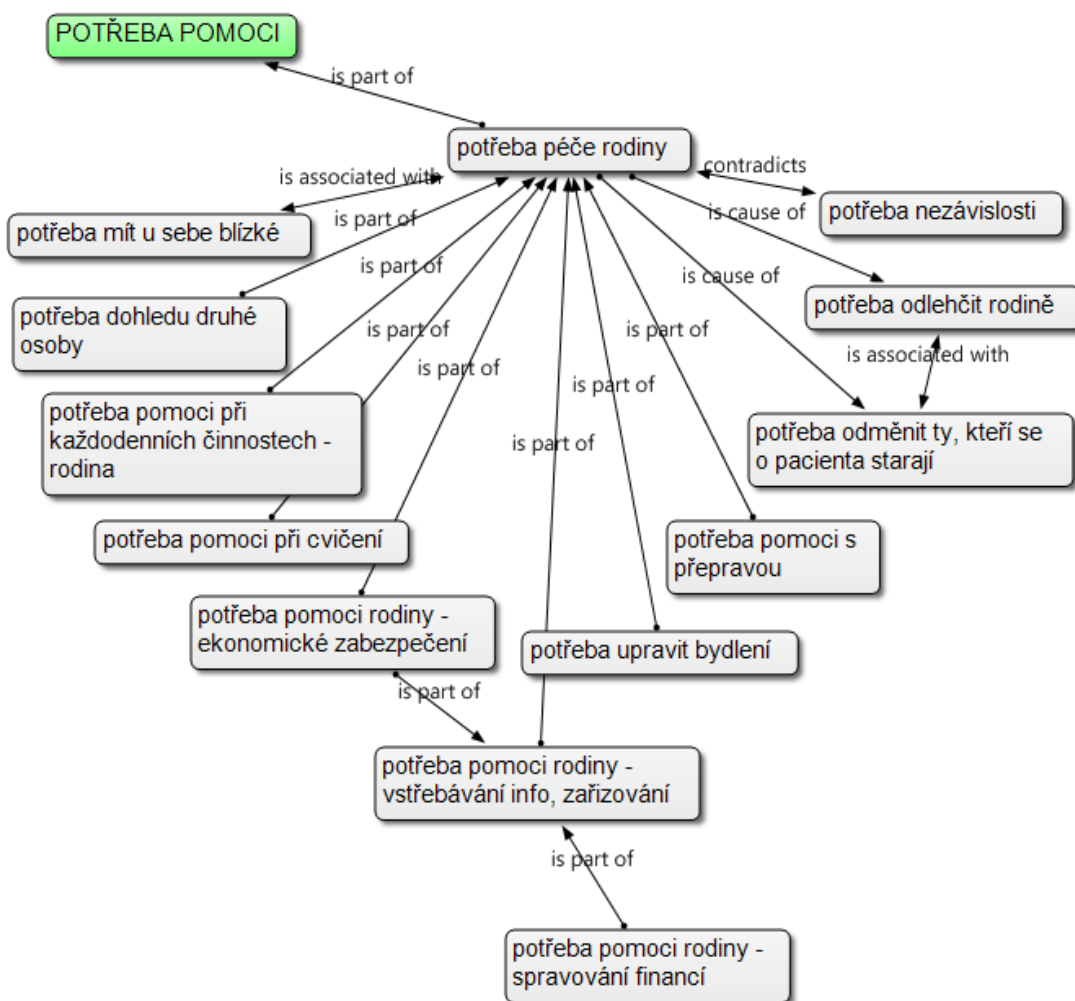 POTŘEBA POMOCI
is part of
potřeba péče rodiny
contradicts
is associated with
potřeba nezávislosti
is part of
is cause of
potřeba mít u sebe blízké
is part of
is cause of
potřeba dohledu druhé
osoby
potřeba odlehčit rodině
is part of
is part of
is associated with
is part of
is part of
potřeba pomoci při
každodenních činnostech -
rodina
potřeba odměnit ty, kteří se
o pacienta starají
is part of
potřeba pomoci při cvičení
potřeba pomoci s
přepravou
potřeba pomoci rodiny -
ekonomické zabezpečení
potřeba upravit bydlení
is part of
potřeba pomoci rodiny -
vstřebávání info, zařizování
is part of
potřeba pomoci rodiny -
spravování financí